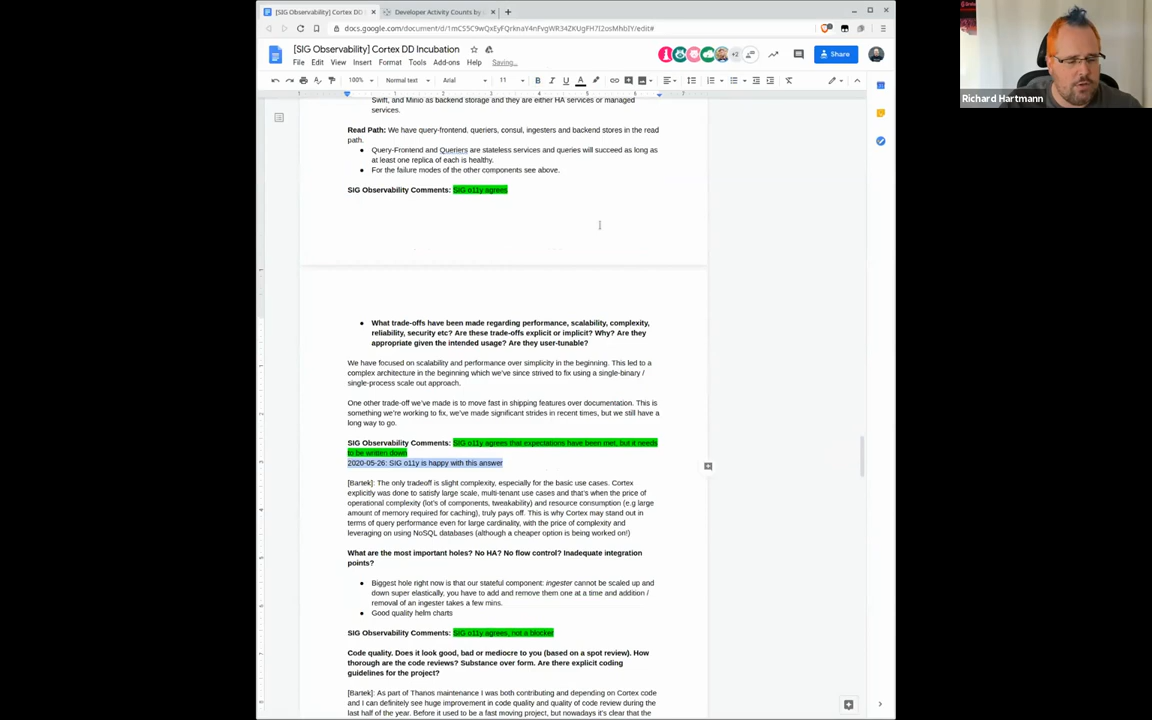 [SIG Observability] Cortex DD
Developer Activity Counts by
[SIG Observability] Cortex DD Incubation
Saving...
File Edit View Insert Format Tools Add-ons Help
+2
Share
100%
Normal text
Arial
11
B I U A
Swift, and Minio as backend storage and they are either HA services or managed
services.
Read Path: We have query-frontend. queriers, consul, ingesters and backend stores in the read
path.
Query-Frontend and Queriers are stateless services and queries will succeed as long as
at least one replica of each is healthy.
For the failure modes of the other components see above.
SIG Observability Comments: SIG o11y agrees
What trade-offs have been made regarding performance, scalability, complexity,
reliability, security etc? Are these trade-offs explicit or implicit? Why? Are they
appropriate given the intended usage? Are they user-tunable?
We have focused on scalability and performance over simplicity in the beginning. This led to a
complex architecture in the beginning which we've since strived to fix using a single-binary /
single-process scale out approach.
One other trade-off we've made is to move fast in shipping features over documentation. This is
something we're working to fix, we've made significant strides in recent times, but we still have a
long way to go.
SIG Observability Comments: SIG o11y agrees that expectations have been met, but it needs
to be written down
2020-05-26: SIG o11y is happy with this answer
[Bartek]: The only tradeoff is slight complexity, especially for the basic use cases. Cortex
explicitly was done to satisfy large scale, multi-tenant use cases and that's when the price of
operational complexity (lot's of components, tweakability) and resource consumption (e.g large
amount of memory required for caching), truly pays off. This is why Cortex may stand out in
terms of query performance even for large cardinality, with the price of complexity and
leveraging on using NoSQL databases (although a cheaper option is being worked on!)
What are the most important holes? No HA? No flow control? Inadequate integration
points?
Biggest hole right now is that our stateful component: ingester cannot be scaled up and
down super elastically, you have to add and remove them one at a time and addition /
removal of an ingester takes a few mins.
Good quality helm charts
SIG Observability Comments: SIG o11y agrees, not a blocker
Code quality. Does it look good, bad or mediocre to you (based on a spot review). How
thorough are the code reviews? Substance over form. Are there explicit coding
guidelines for the project?
[Bartek]: As part of Thanos maintenance I was both contributing and depending on Cortex code
and I can definitely see huge improvement in code quality and quality of code review during the
last half of the year. Before it used to be a fast moving project, but nowadays it's clear that the
Richard Hartmann